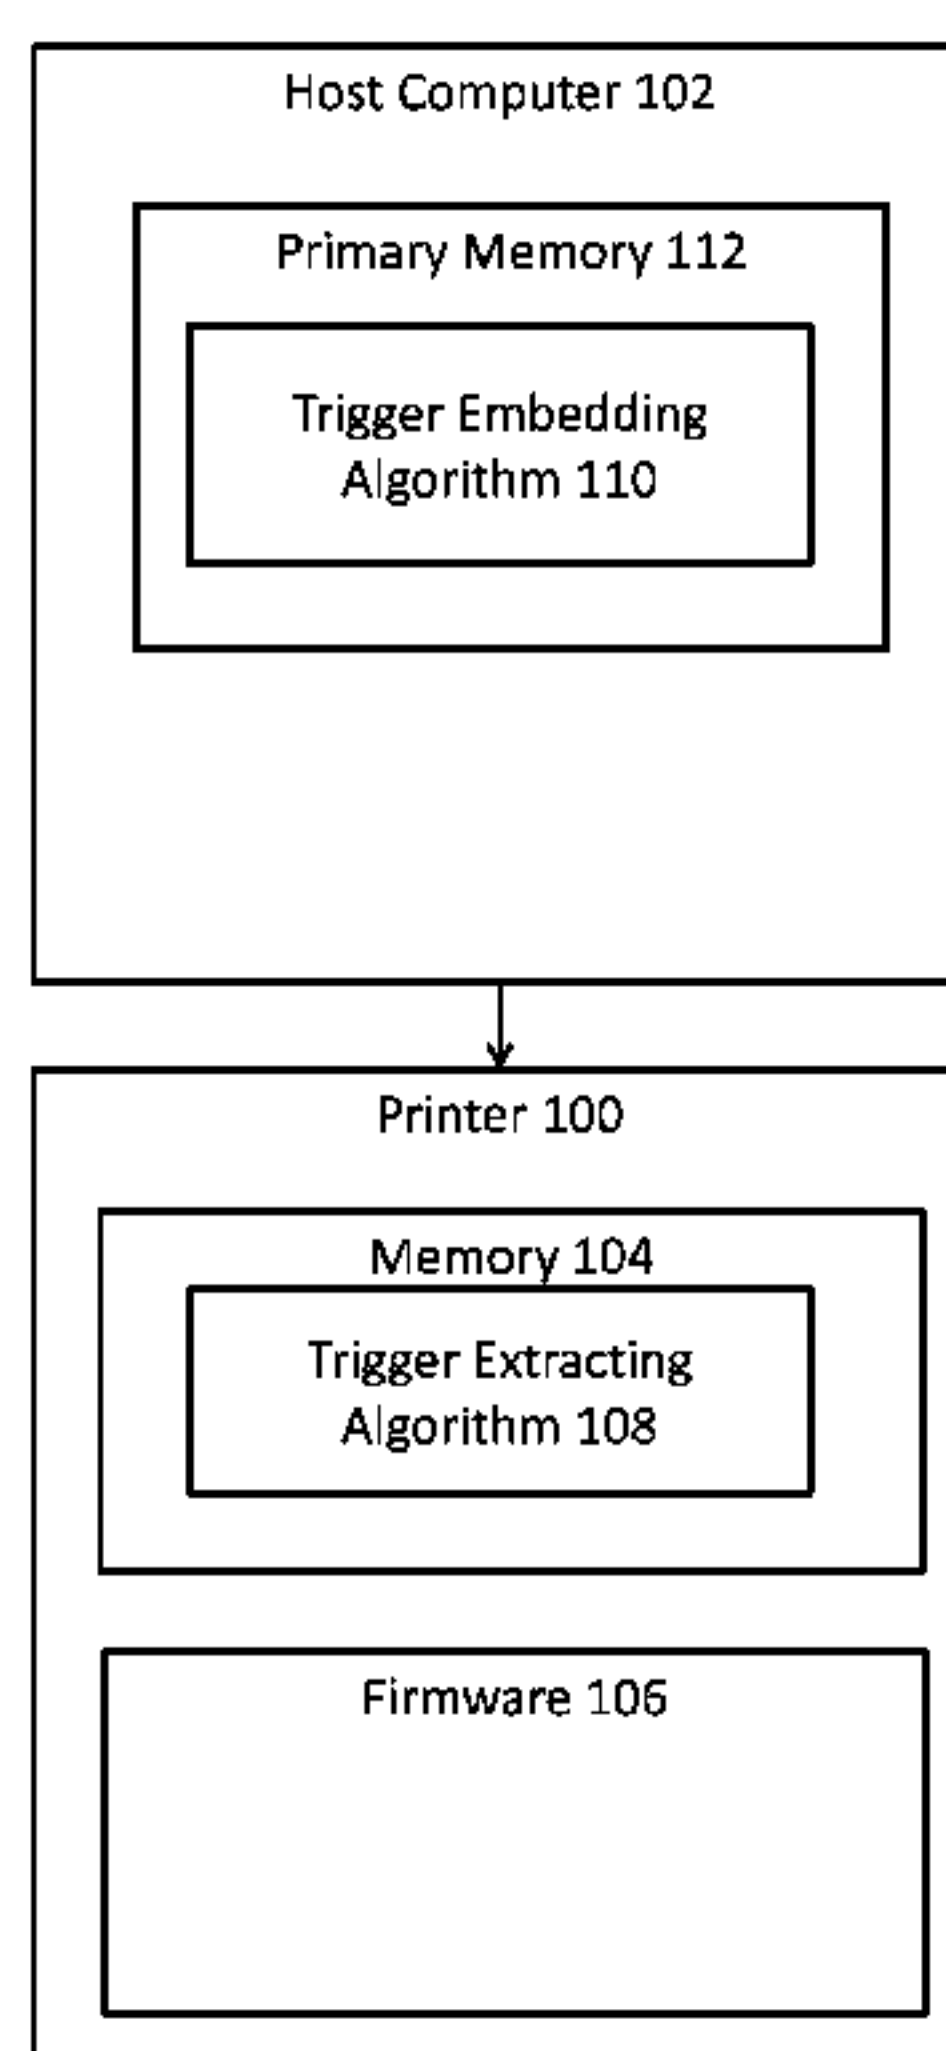 Host Computer 102
Primary Memory 112
Trigger Embedding
Algorithm 110
Printer 100
Memory 104
Trigger Extracting
Algorithm 108
Firmware 106